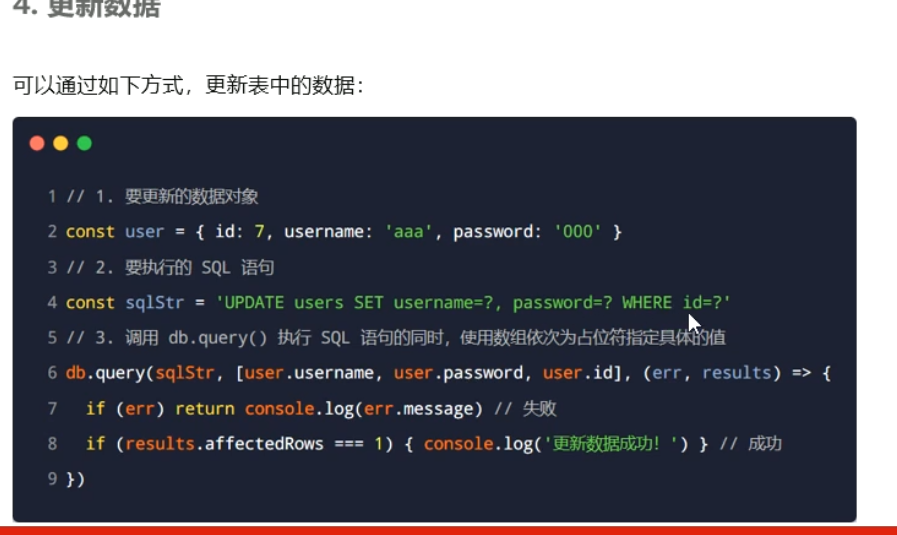 4. 更新数据
可以通过如下方式，更新表中的数据：
1 // 1. 要更新的数据对象
2 const user = { id: 7, username: 'aaa', password: '000' }
3 // 2. 要执行的 SQL 语句
4 const sqlStr = 'UPDATE users SET username=?, password=? WHERE id=?'
5 // 3. 调用 db.query() 执行 SQL 语句的同时，使用数组依次为占位符指定具体的值
6 db.query(sqlStr, [user.username, user.password, user.id], (err, results) => {
7   if (err) return console.log(err.message) // 失败
8   if (results.affectedRows === 1) { console.log('更新数据成功！') } // 成功
9 })